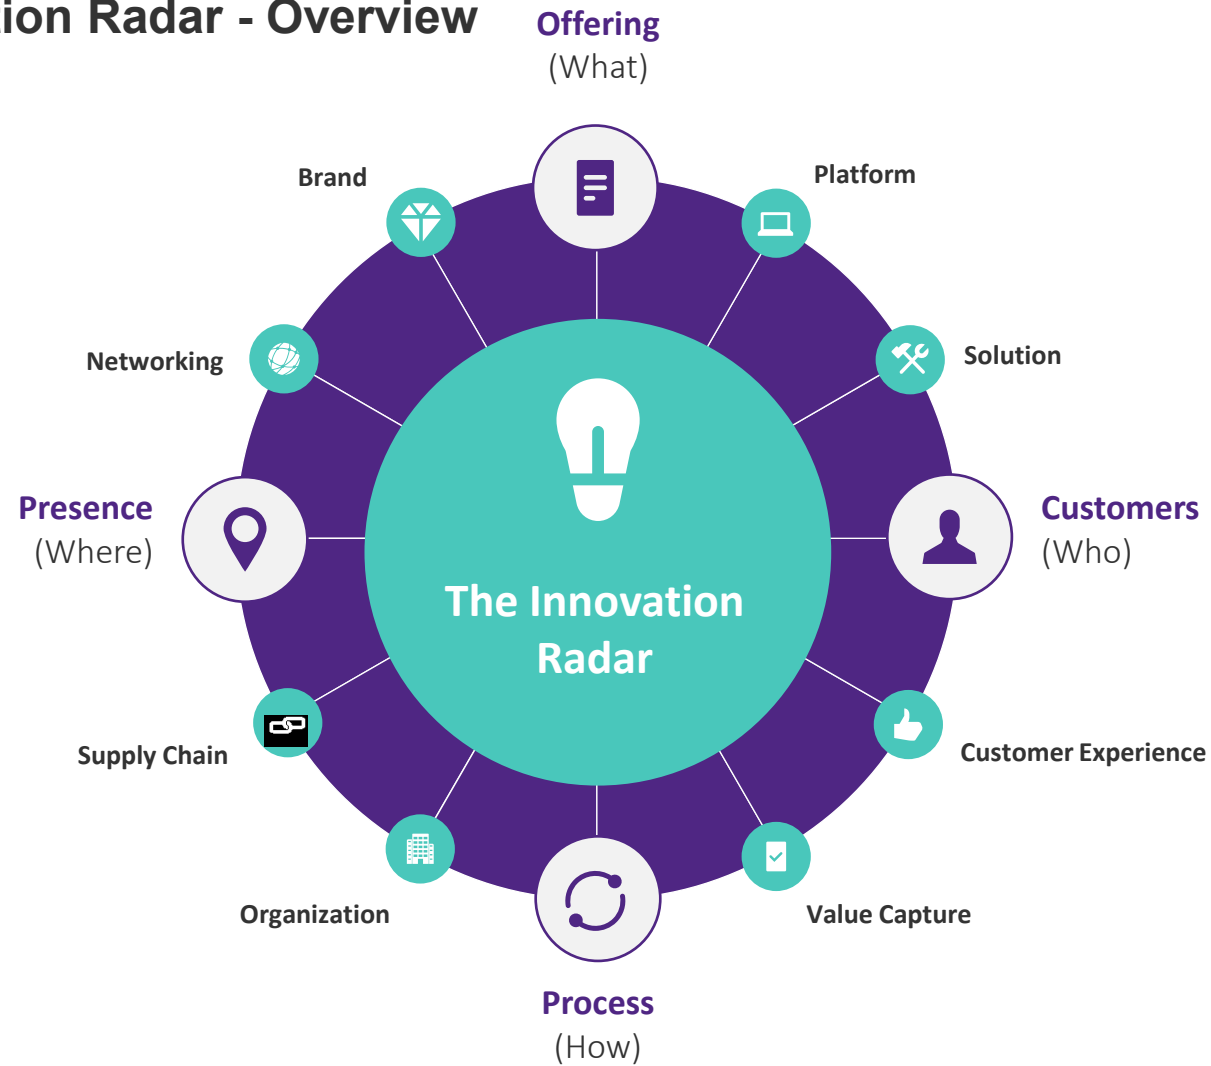 tion Radar - Overview
Offering
(What)
Brand
Platform
Networking
Solution
Presence
(Where)
Customers
(Who)
The Innovation
Radar
Supply Chain
Customer Experience
Organization
Value Capture
Process
(How)